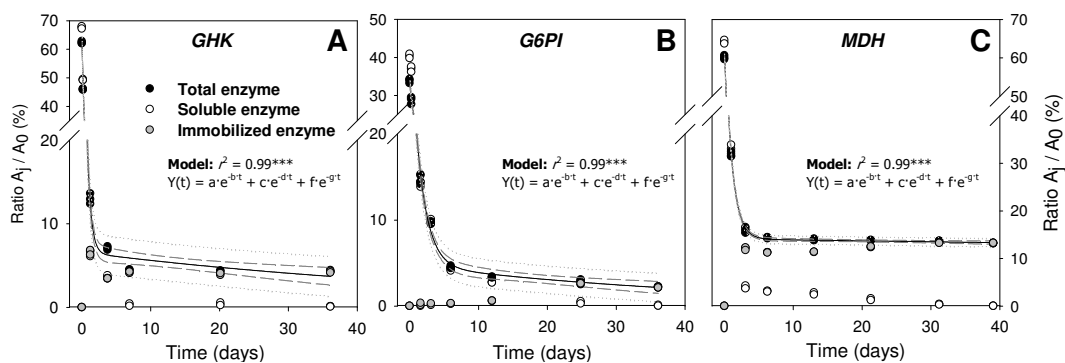 GHK
A
G6PI
B
MDH
C
Total enzyme
Soluble enzyme
Immobilized enzyme
Model: r² = 0.99***
Y(t) = a·e^-b·t + c·e^-d·t + f·e^-g·t
Model: r² = 0.99***
Y(t) = a·e^-b·t + c·e^-d·t + f·e^-g·t
Model: r² = 0.99***
Y(t) = a·e^-b·t + c·e^-d·t + f·e^-g·t
Ratio Aj / A0 (%)
70
60
50
40
20
10
5
0
50
40
30
20
10
5
0
70
60
50
40
30
20
10
5
0
Ratio Aj / A0 (%)
0 10 20 30 40
0 10 20 30 40
0 10 20 30 40
Time (days)
Time (days)
Time (days)